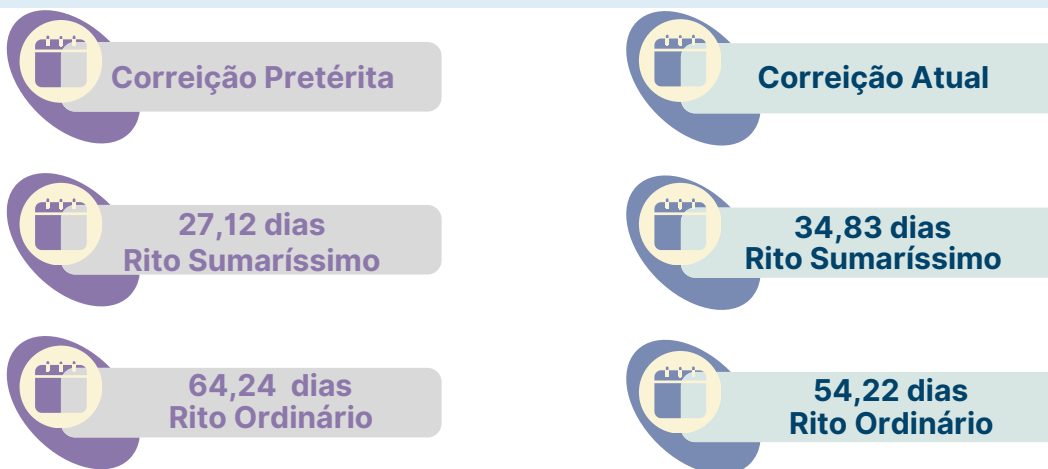 Correição Pretérita
27,12 dias
Rito Sumaríssimo
64,24 dias
Rito Ordinário
Correição Atual
34,83 dias
Rito Sumaríssimo
54,22 dias
Rito Ordinário